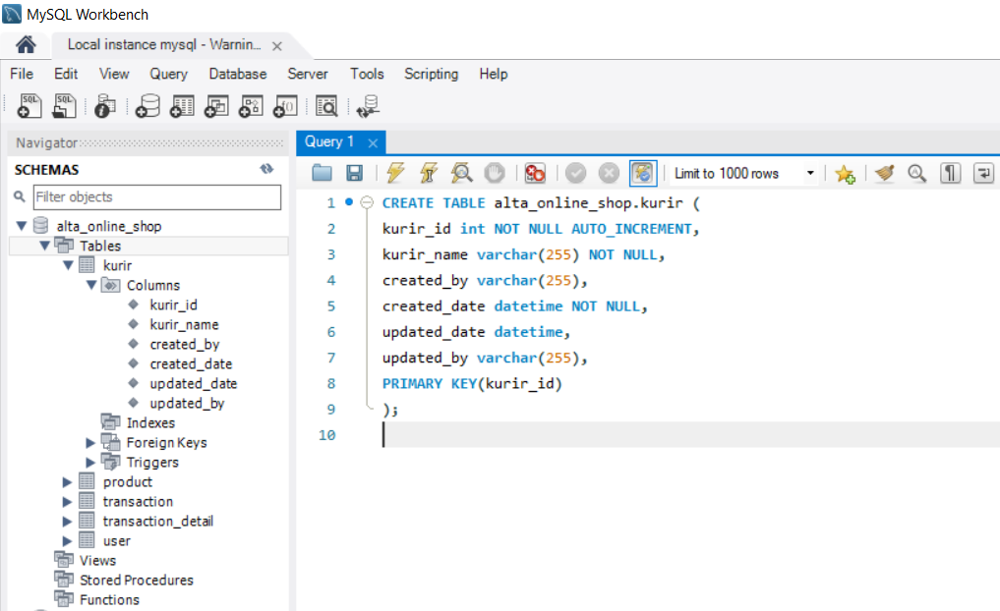 MySQL Workbench
Local instance mysql - Warnin...
File Edit View Query Database Server Tools Scripting Help
SQL SQL
Navigator
Query 1
SCHEMAS
Limit to 1000 rows
Filter objects
alta_online_shop
Tables
kurir
Columns
kurir_id
kurir_name
created_by
created_date
updated_date
updated_by
Indexes
Foreign Keys
Triggers
product
transaction
transaction_detail
user
Views
Stored Procedures
Functions
1 CREATE TABLE alta_online_shop.kurir (
2 kurir_id int NOT NULL AUTO_INCREMENT,
3 kurir_name varchar(255) NOT NULL,
4 created_by varchar(255),
5 created_date datetime NOT NULL,
6 updated_date datetime,
7 updated_by varchar(255),
8 PRIMARY KEY(kurir_id)
9 );
10